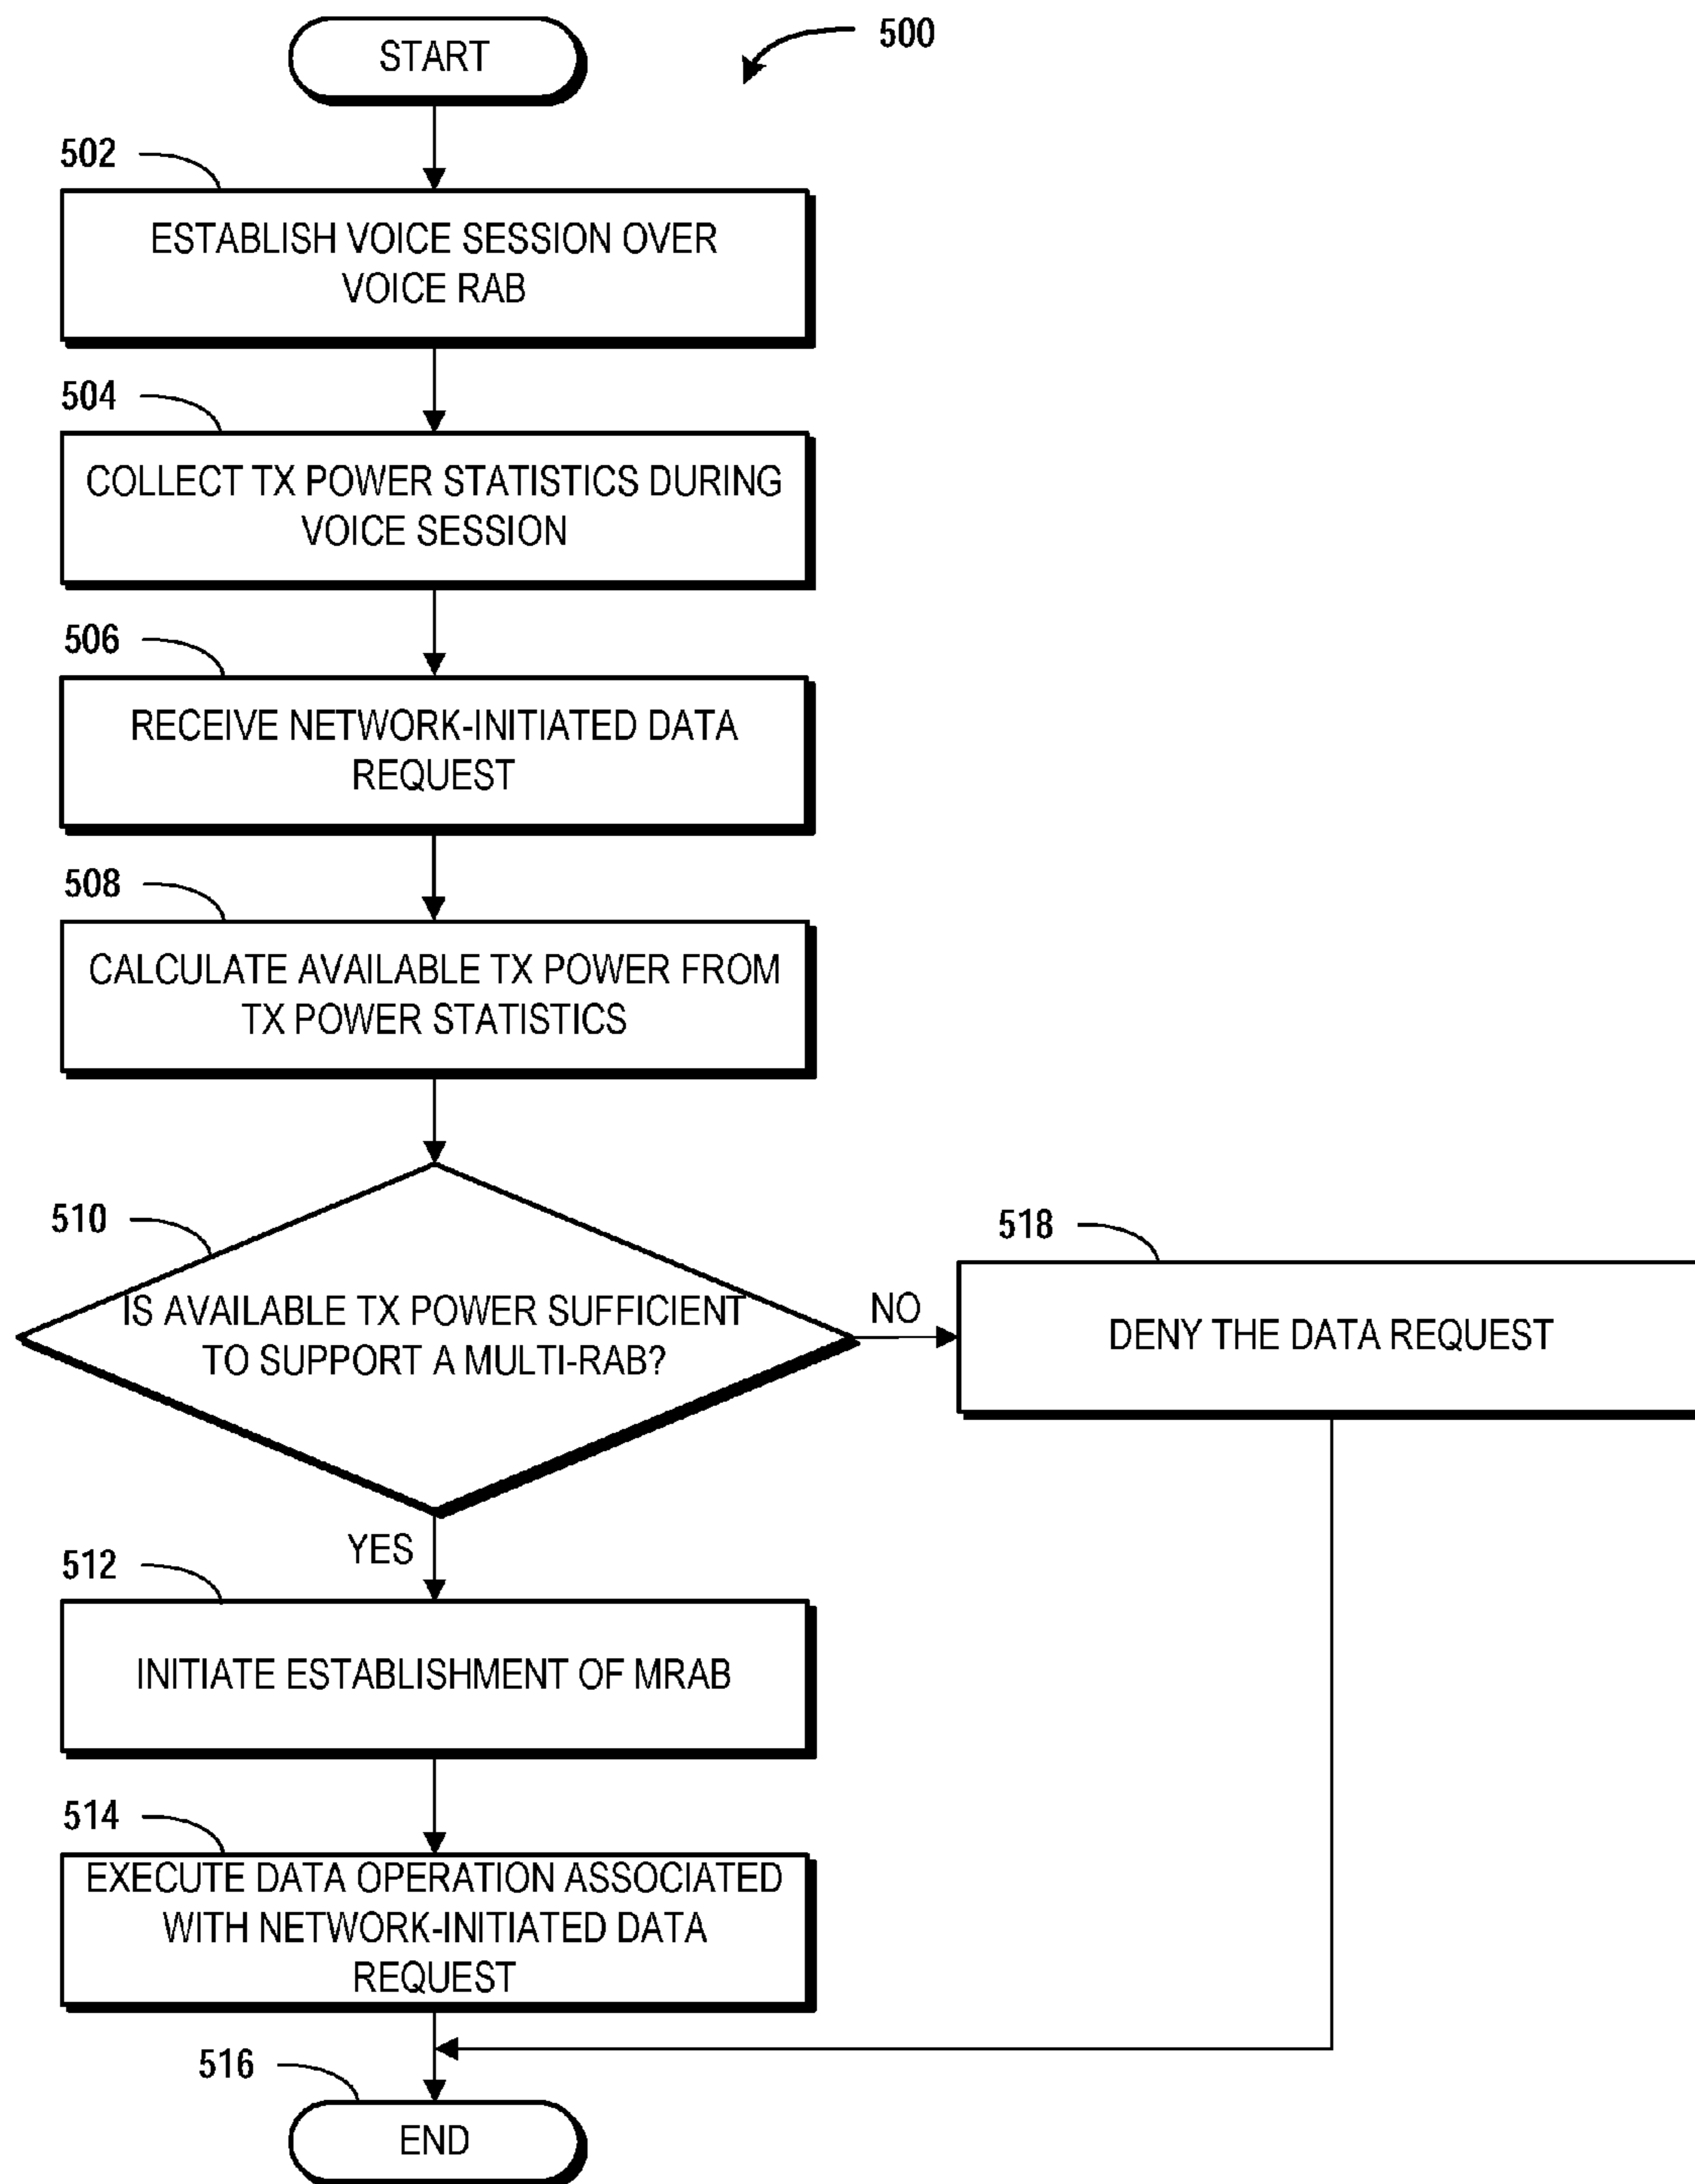 START
500
502
ESTABLISH VOICE SESSION OVER
VOICE RAB
504
COLLECT TX POWER STATISTICS DURING
VOICE SESSION
506
RECEIVE NETWORK-INITIATED DATA
REQUEST
508
CALCULATE AVAILABLE TX POWER FROM
TX POWER STATISTICS
510
IS AVAILABLE TX POWER SUFFICIENT
TO SUPPORT A MULTI-RAB?
NO
518
DENY THE DATA REQUEST
YES
512
INITIATE ESTABLISHMENT OF MRAB
514
EXECUTE DATA OPERATION ASSOCIATED
WITH NETWORK-INITIATED DATA
REQUEST
516
END